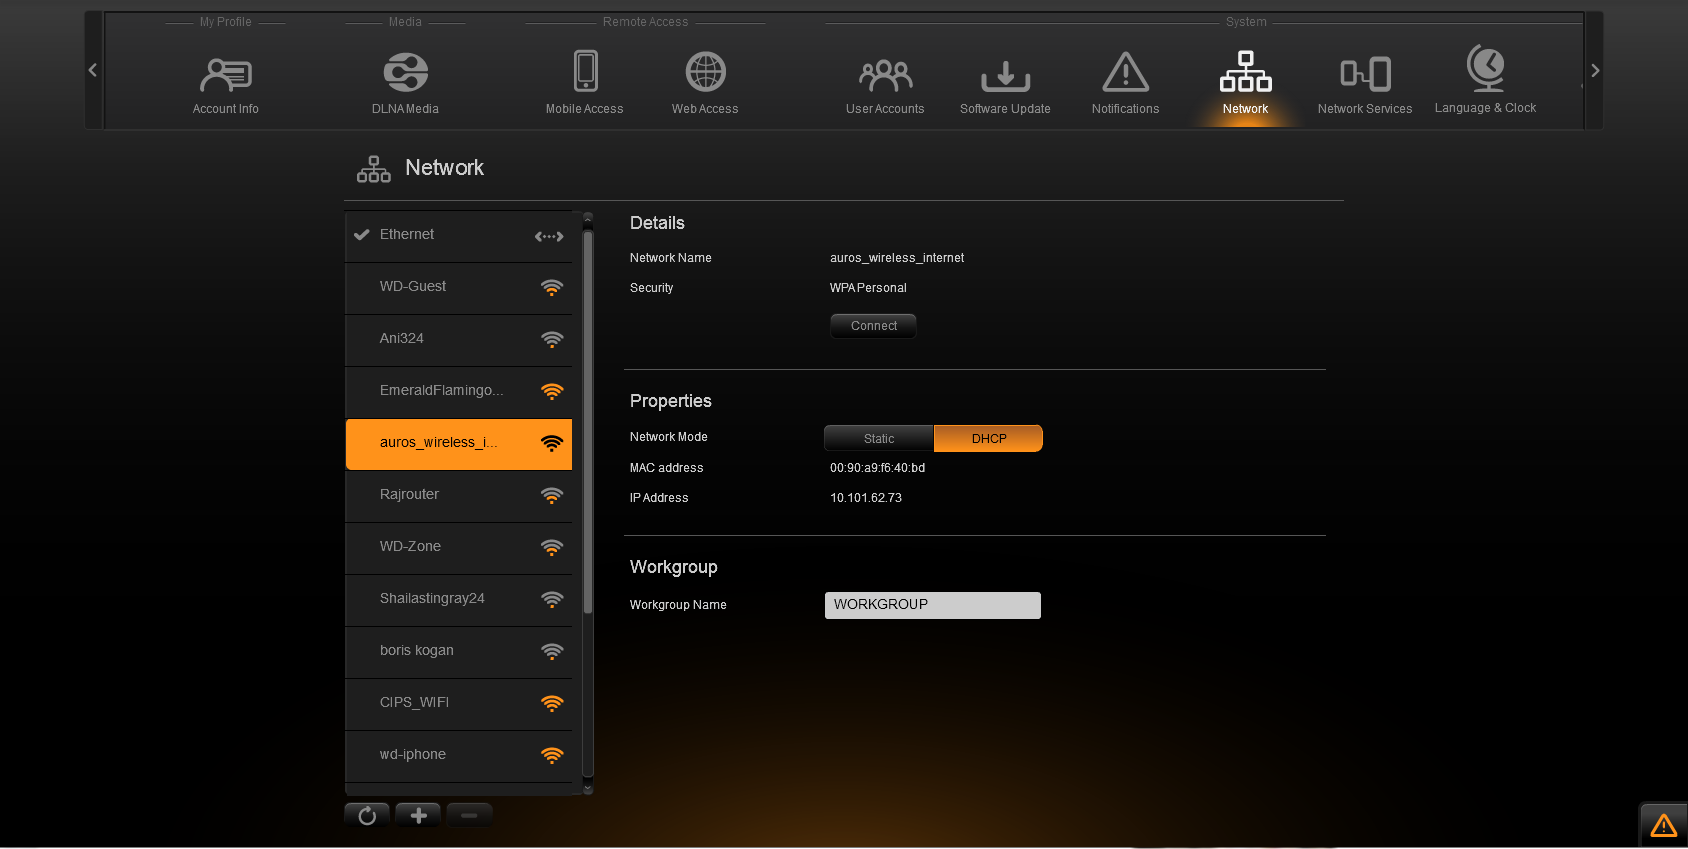 My Profile Media Remote Access System
Account Info DLNA Media Mobile Access Web Access User Accounts Software Update Notifications Network Network Services Language & Clock
Network
Ethernet
WD-Guest
Ani324
EmeraldFlamingo...
auros_wireless_i...
Rajrouter
WD-Zone
Shailastingray24
boris kogan
CIPS_WIFI
wd-iphone
Details
Network Name auros_wireless_internet
Security WPA Personal
Connect
Properties
Network Mode Static DHCP
MAC address 00:90:a9:f6:40:bd
IP Address 10.101.62.73
Workgroup
Workgroup Name WORKGROUP